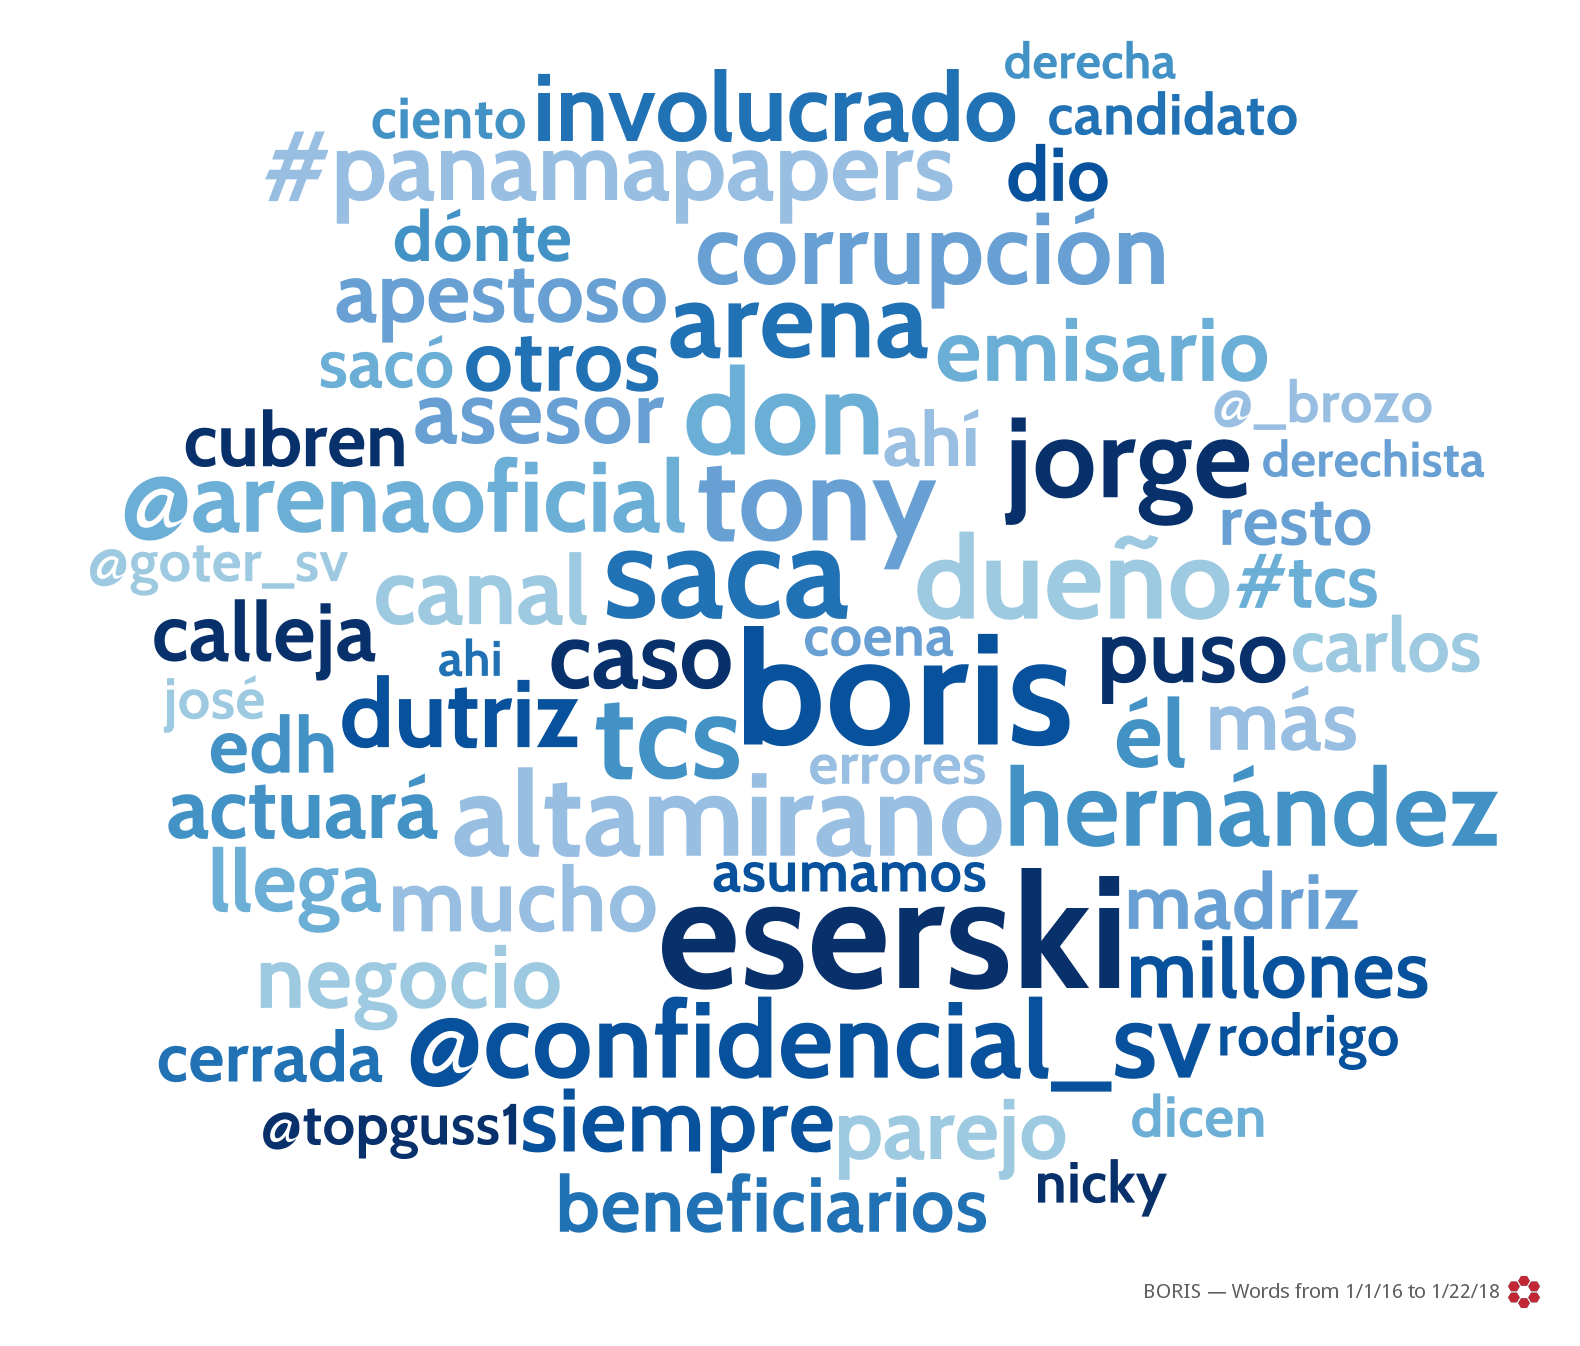 derecha
ciento involucrado candidato
#panamapapers dio
dónte corrupción
apestoso arena emisario
sacó otros
asesor don ahí @_brozo
cubren jorge derechista
@arenaoficial tony resto
@goter_sv canal saca dueño #tcs
calleja ahi caso coena puso carlos
josé dutriz boris él más
edh tcs errores
actuará altamirano hernández
llega mucho asumamos madriz
eserski millones
negocio
cerrada @confidencial_sv rodrigo
@topguss1 siempre parejo dicen
beneficiarios nicky
BORIS — Words from 1/1/16 to 1/22/18